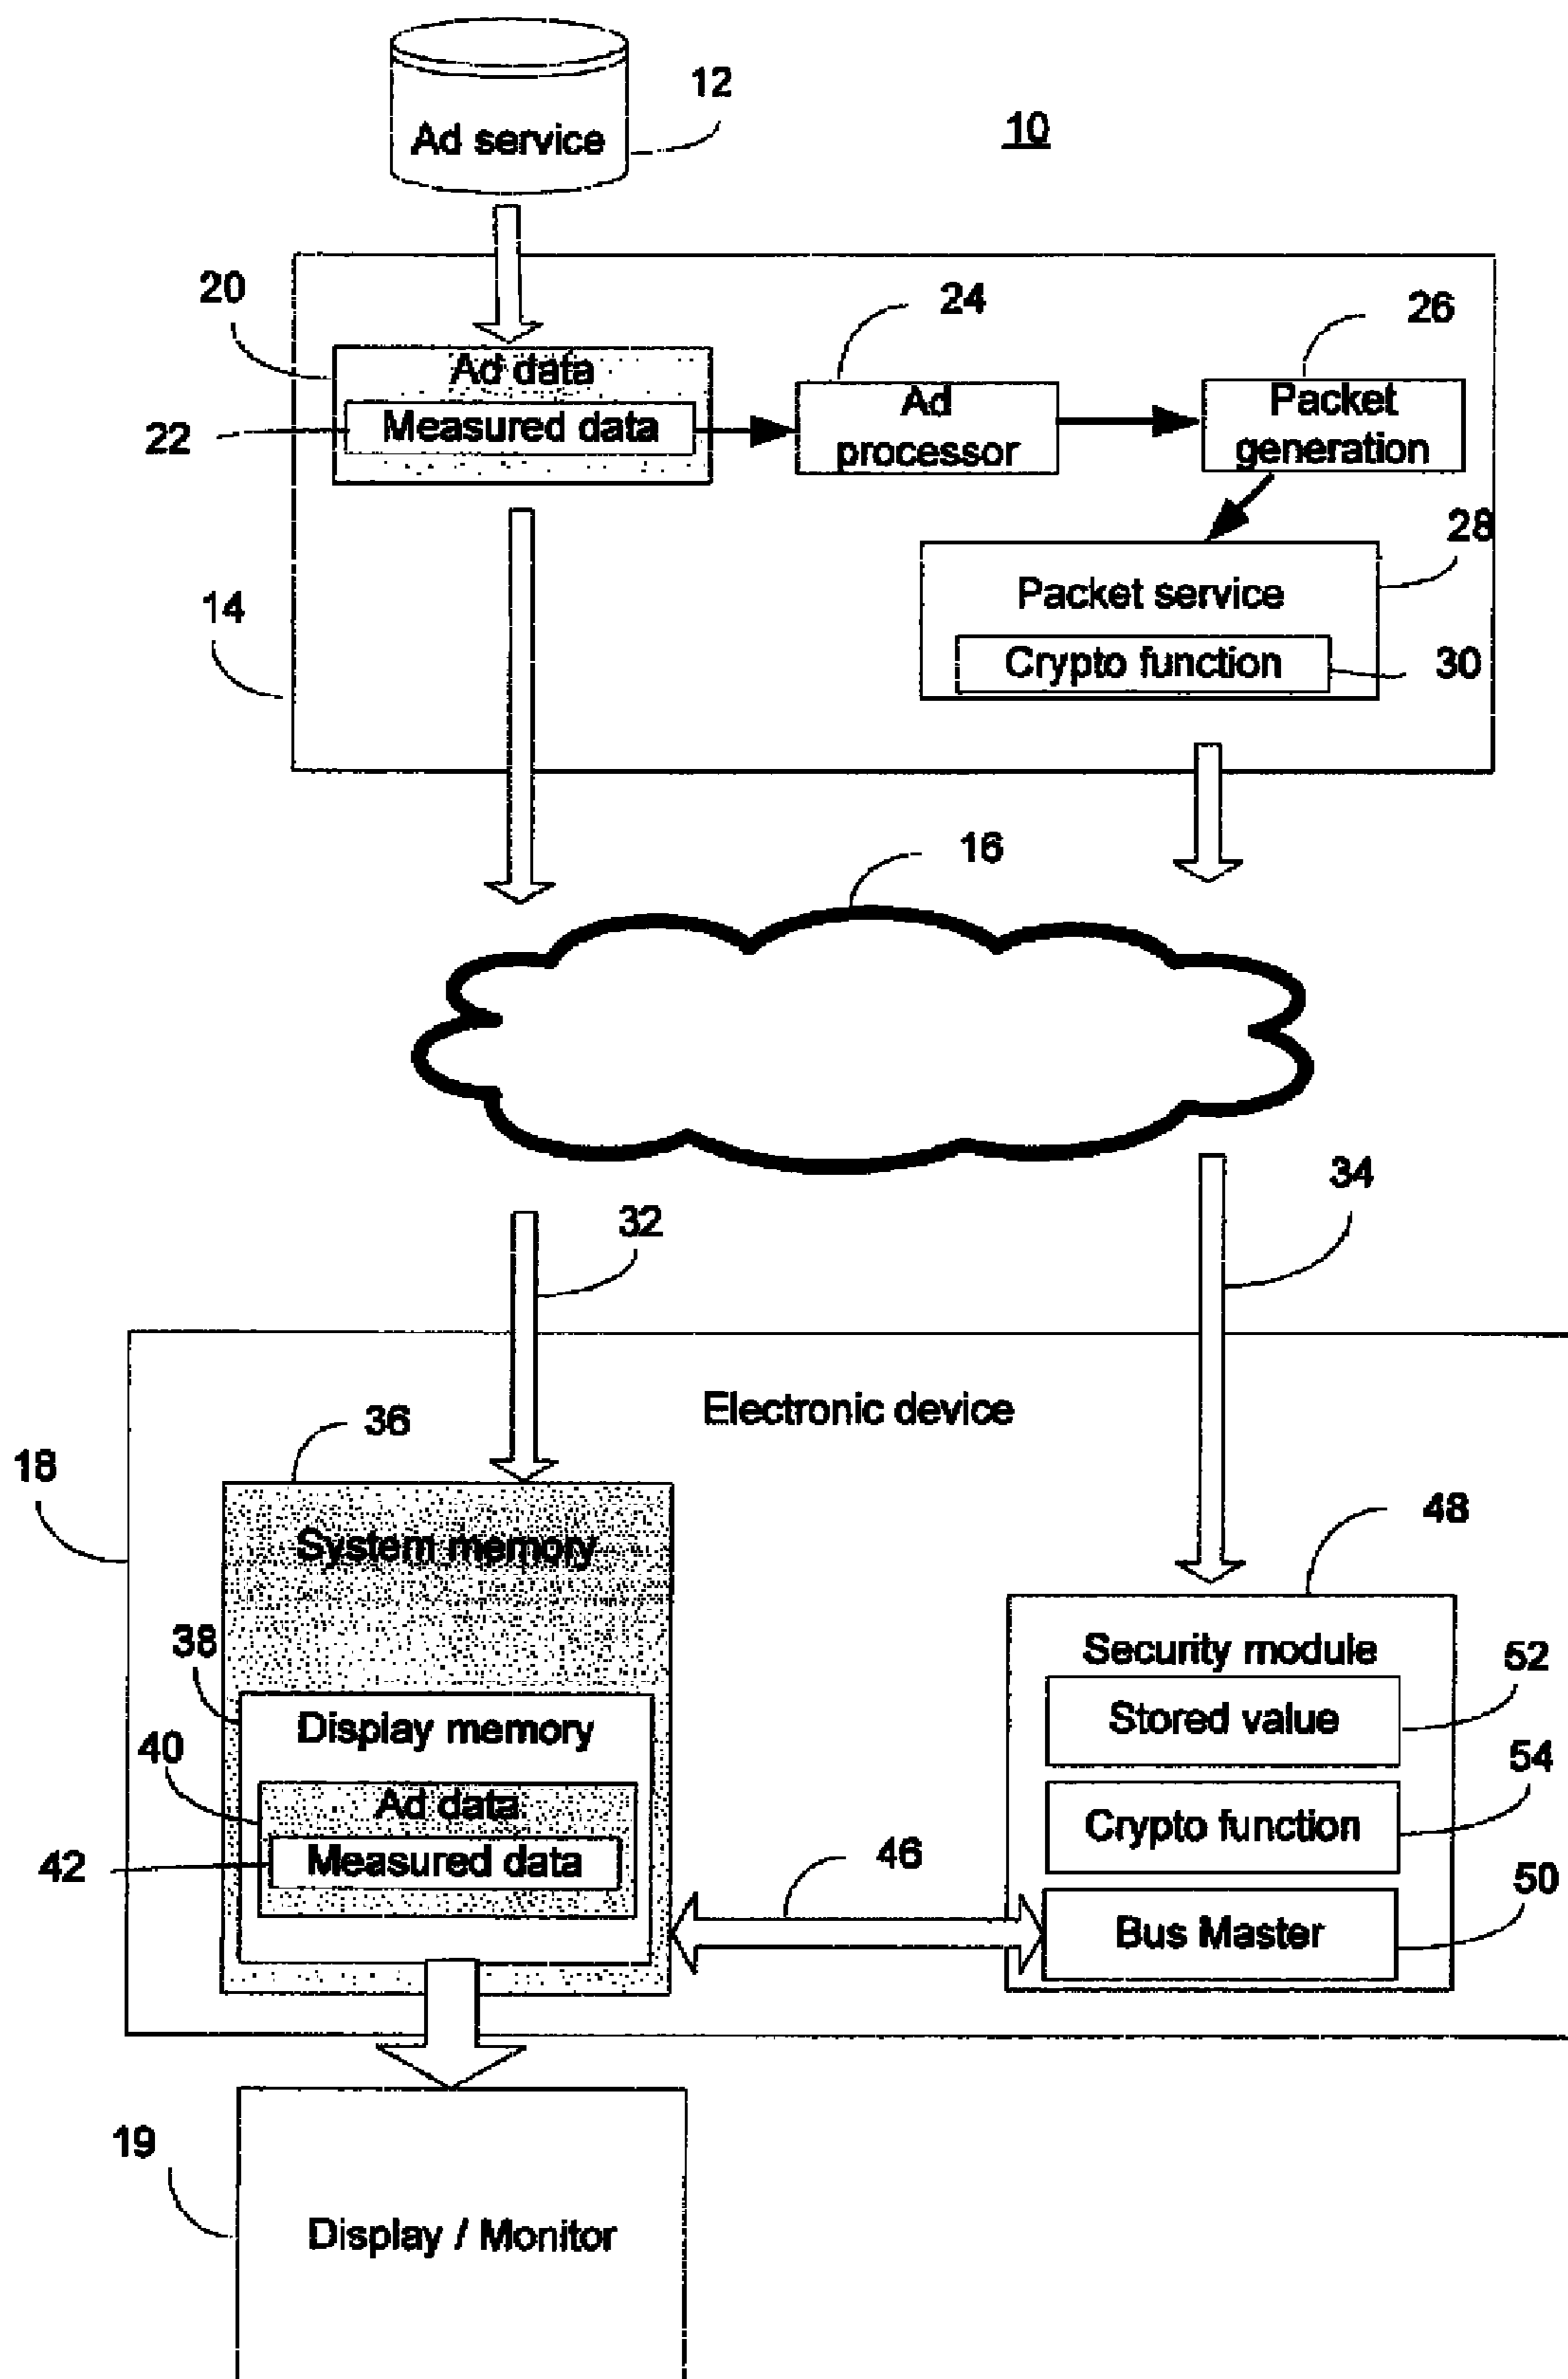 12
Ad service
10
20
24
26
Ad data
Measured data
22
Ad
processor
Packet
generation
28
Packet service
14
Crypto function
30
16
32
34
Electronic device
36
18
System memory
48
Security module
38
52
Stored value
Display memory
40
54
Ad data
Crypto function
42
Measured data
46
50
Bus Master
19
Display / Monitor